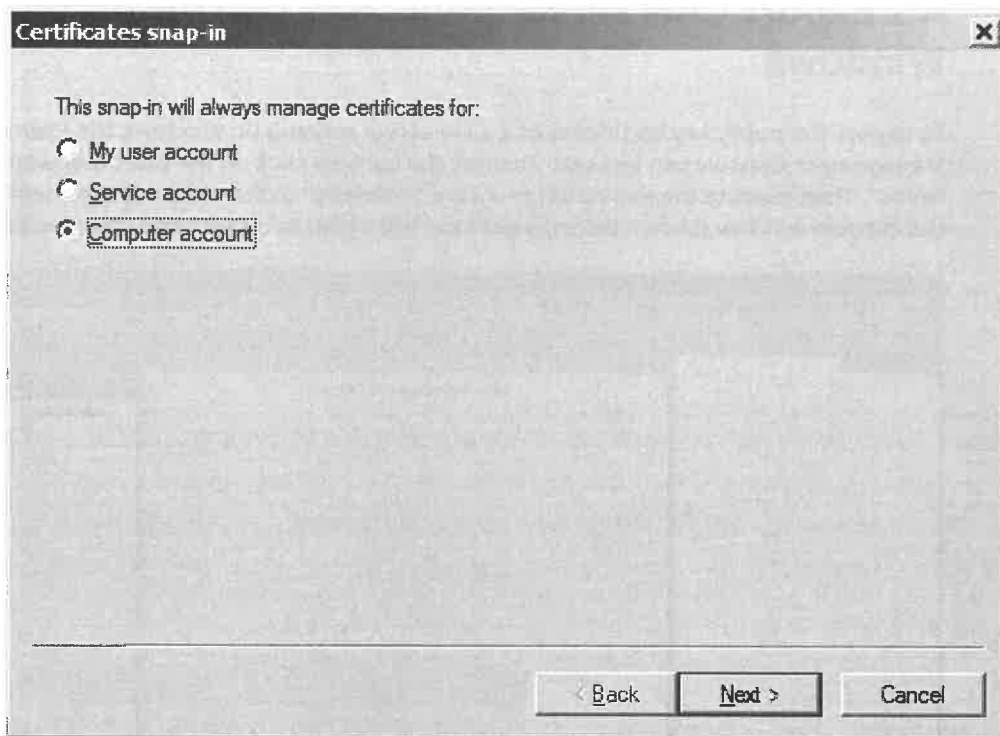 Certificates snap-in
This snap-in will always manage certificates for:
My user account
Service account
Computer account
< Back
Next >
Cancel